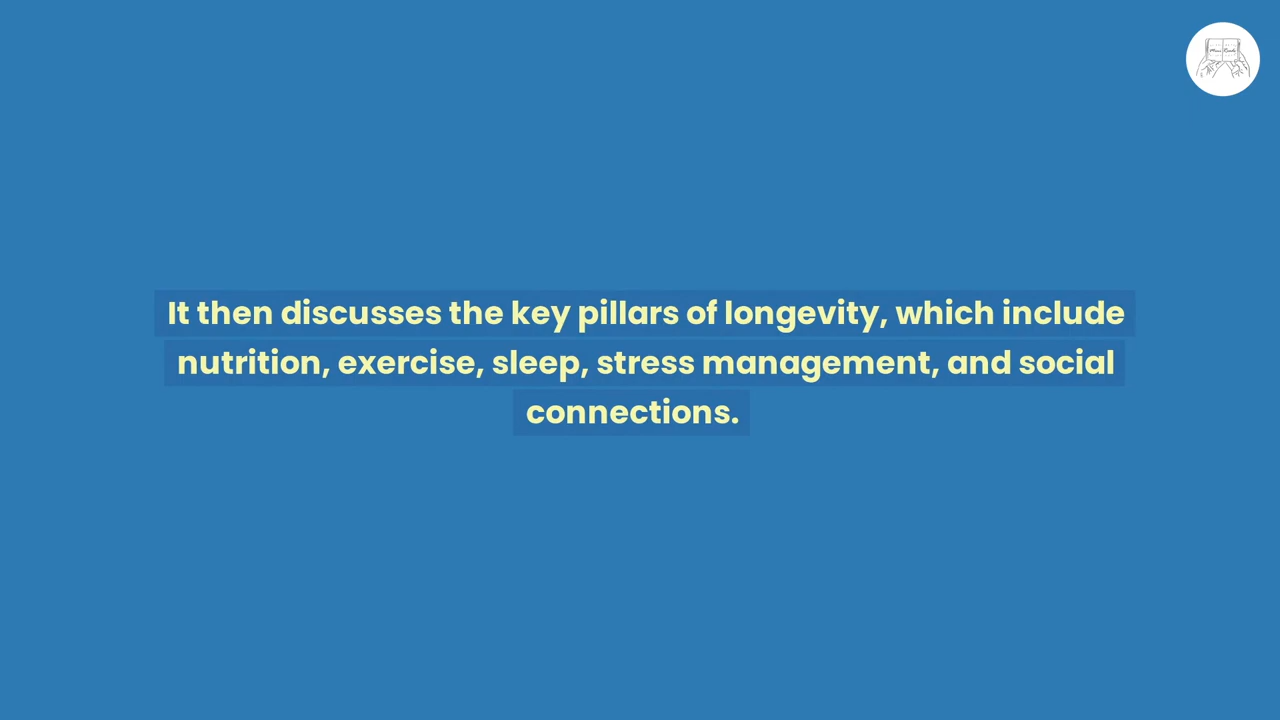 It then discusses the key pillars of longevity, which include
nutrition, exercise, sleep, stress management, and social
connections.